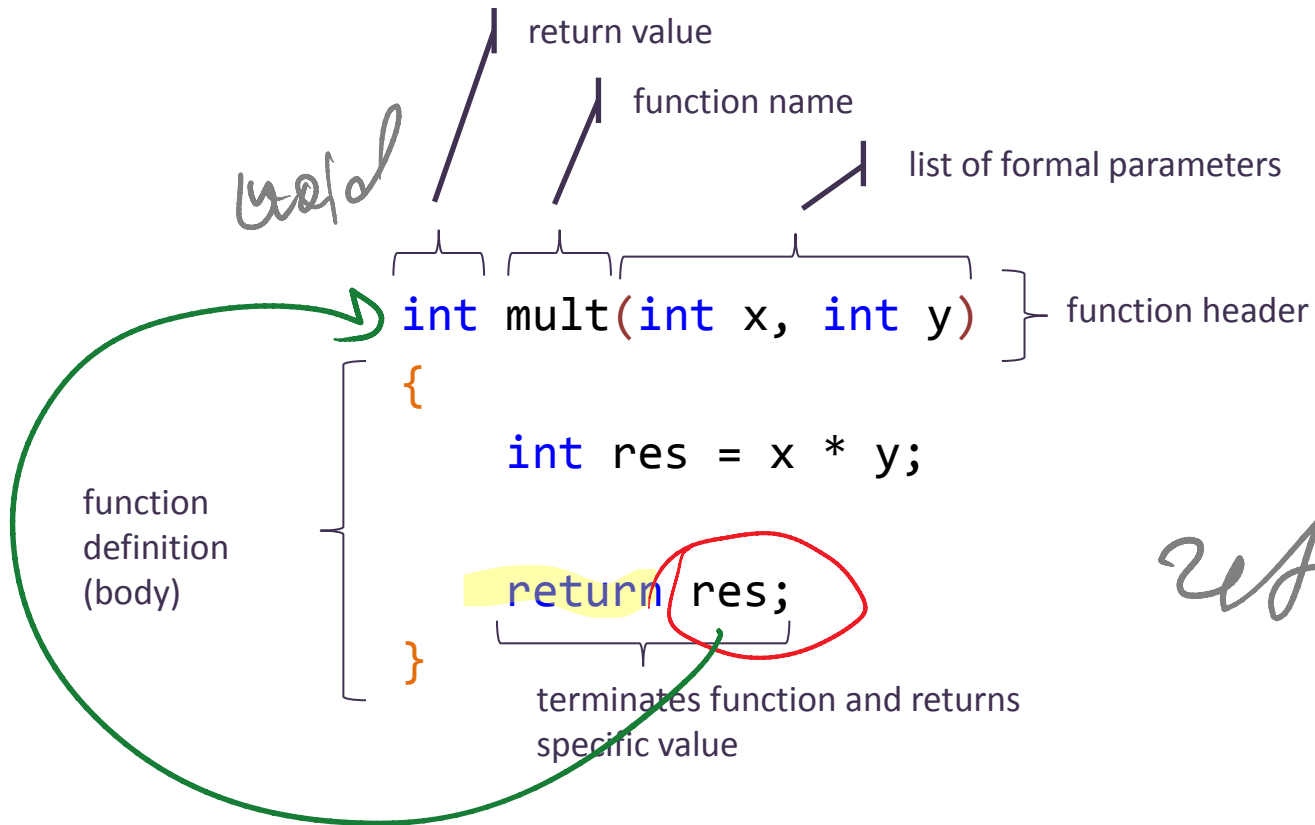 return value
function name
list of formal parameters
void
int mult(int x, int y)
function header
{
int res = x * y;
function
definition
(body)
return res;
}
terminates function and returns
specific value